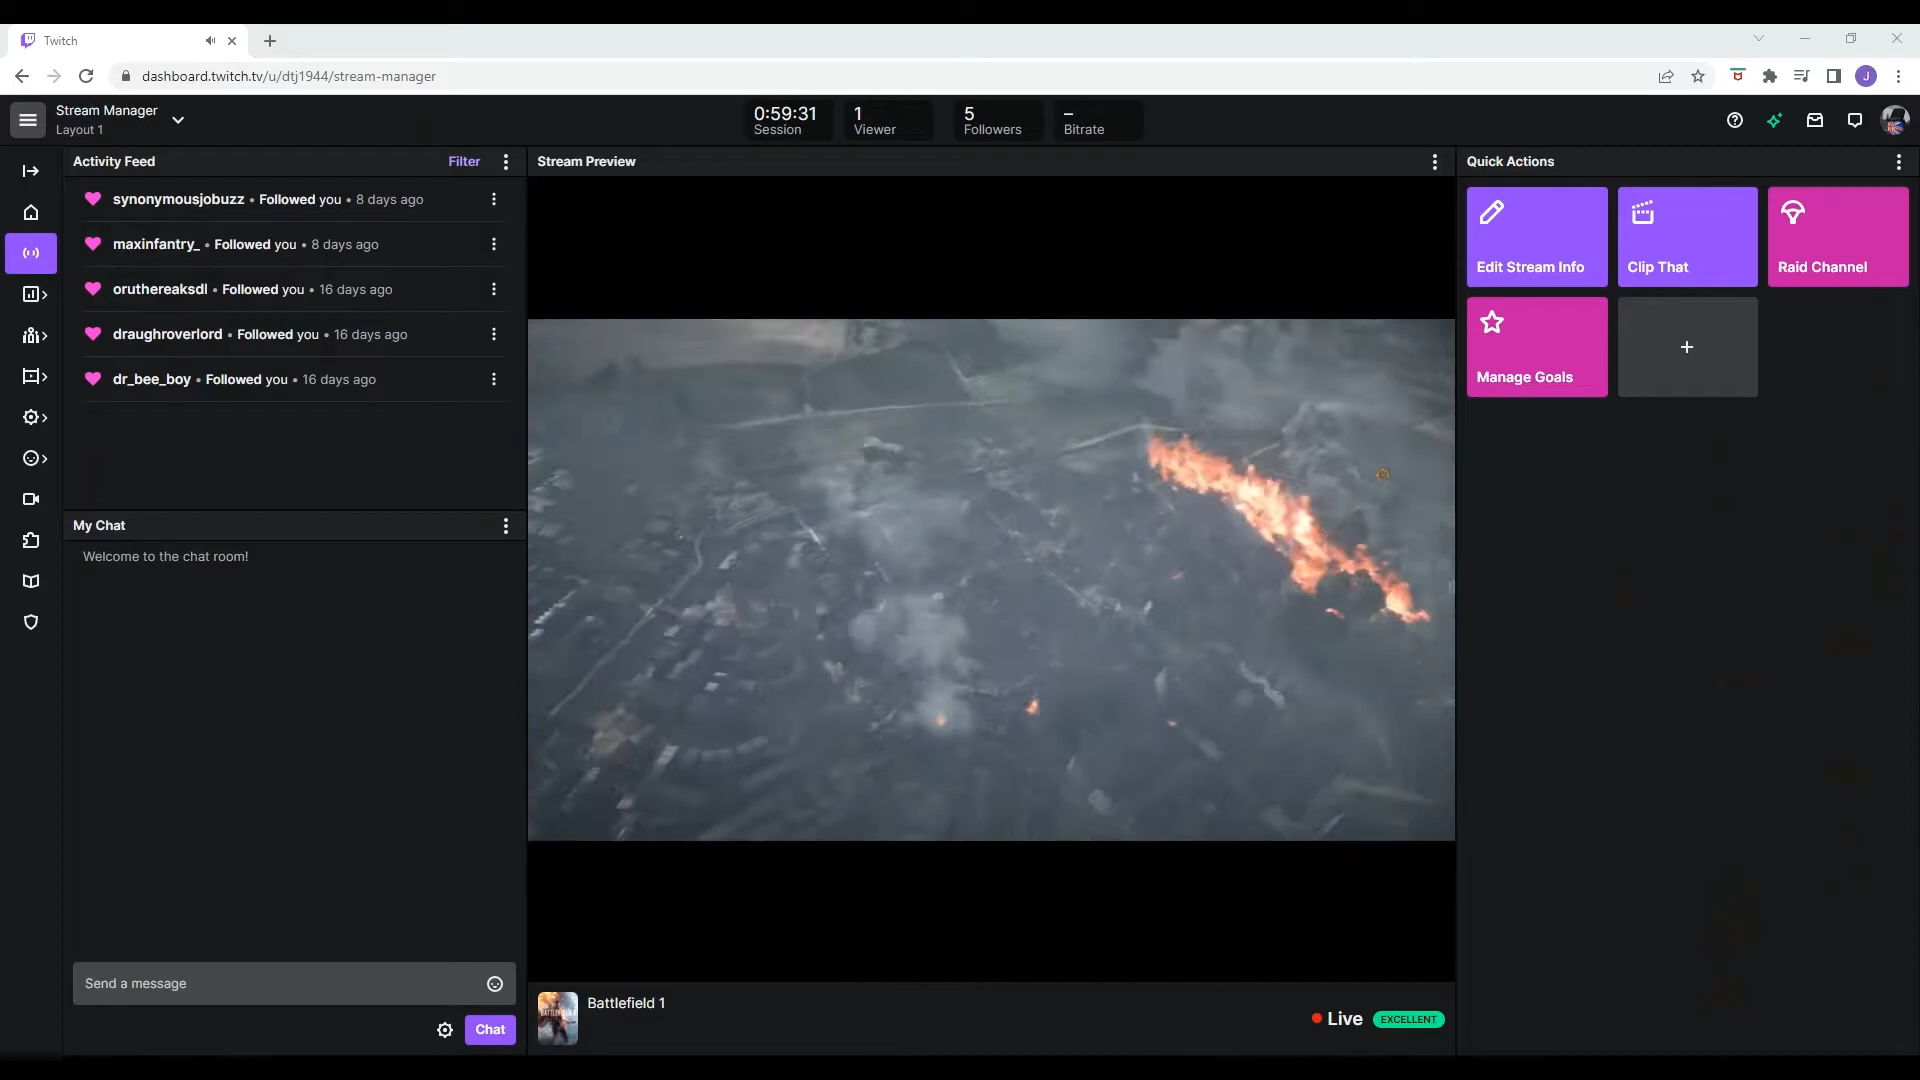 Twitch
dashboard.twitch.tv/u/dtj1944/stream-manager
J
Stream Manager
Layout 1
0:59:31
Session
1
Viewer
5
Followers
–
Bitrate
Activity Feed
Filter
synonymousjobuzz • Followed you • 8 days ago
maxinfantry_ • Followed you • 8 days ago
oruthereaksdl • Followed you • 16 days ago
draughroverlord • Followed you • 16 days ago
dr_bee_boy • Followed you • 16 days ago
My Chat
Welcome to the chat room!
Send a message
Chat
Stream Preview
Battlefield 1
Live
EXCELLENT
Quick Actions
Edit Stream Info
Clip That
Raid Channel
Manage Goals